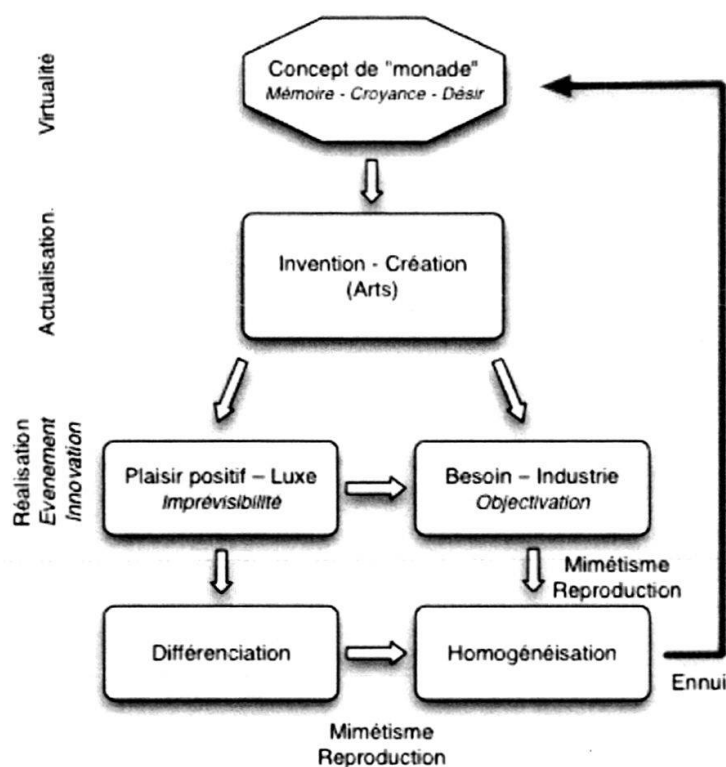 Virtualité
Concept de "monade"
Mémoire - Croyance - Désir
Actualisation
Invention - Création
(Arts)
Réalisation
Evenement
Innovation
Plaisir positif – Luxe
Imprévisibilité
Besoin – Industrie
Objectivation
Mimétisme
Reproduction
Différenciation
Homogénéisation
Ennui
Mimétisme
Reproduction